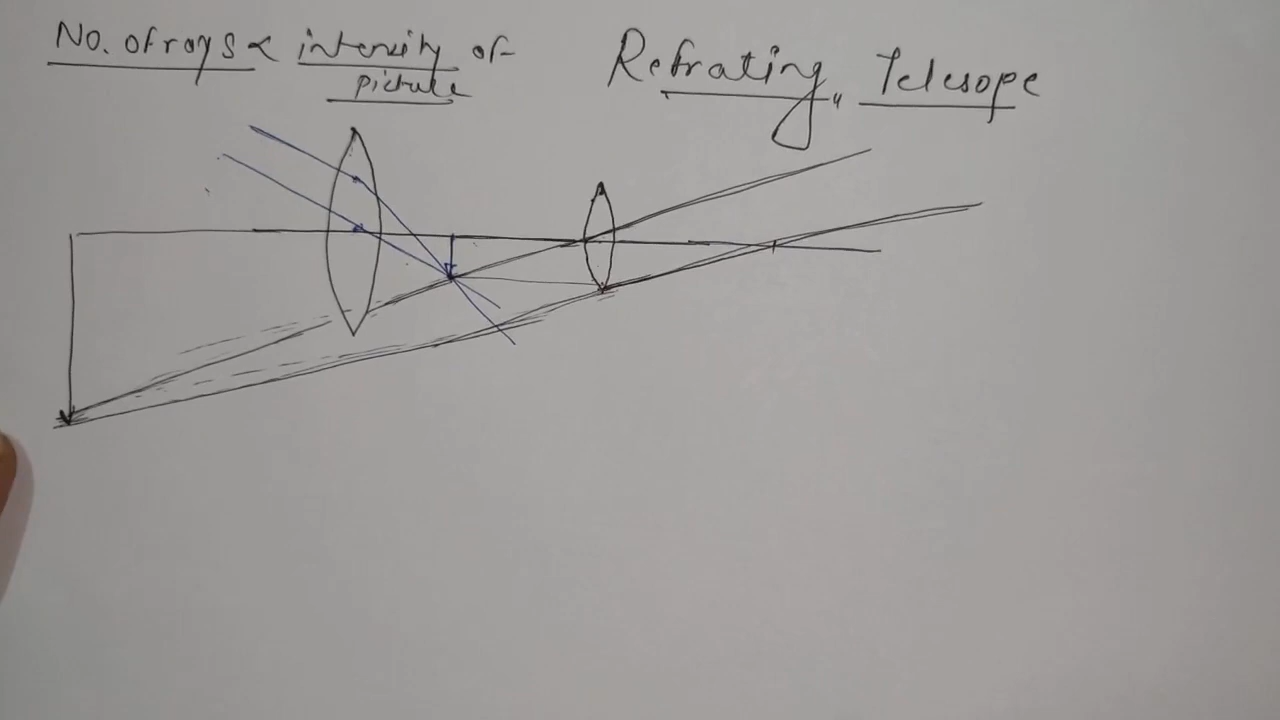 No. of rays ∝ intensity of
picture
Refrating Telesope